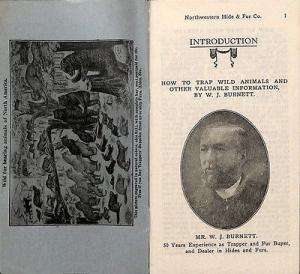 Wild fur bearing animals of North America.
Northwestern Hide & Fur Co. 1
INTRODUCTION
HOW TO TRAP WILD ANIMALS AND
OTHER VALUABLE INFORMATION,
BY W. J. BURNETT.
MR. W. J. BURNETT.
50 Years Experience as Trapper and Fur Buyer,
and Dealer in Hides and Furs.